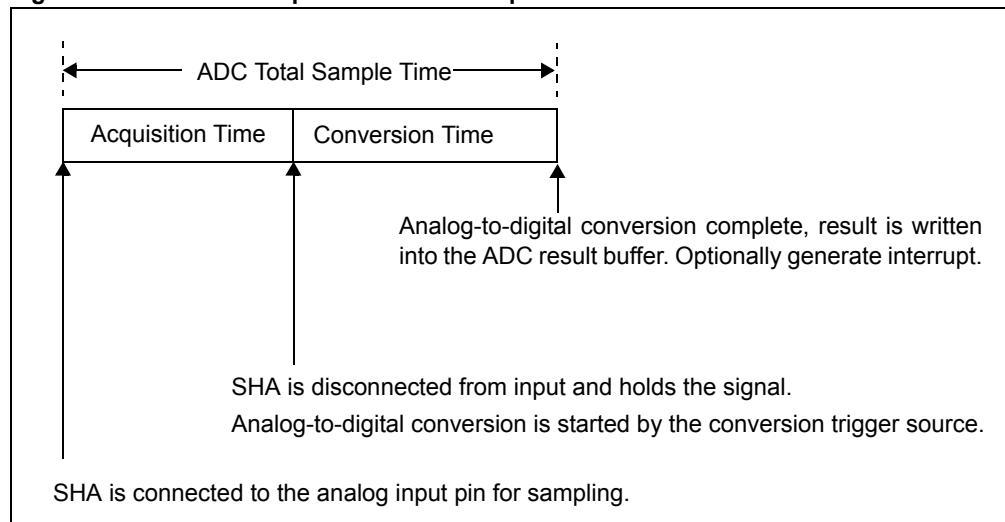 ADC Total Sample Time
Acquisition Time
Conversion Time
Analog-to-digital conversion complete, result is written
into the ADC result buffer. Optionally generate interrupt.
SHA is disconnected from input and holds the signal.
Analog-to-digital conversion is started by the conversion trigger source.
SHA is connected to the analog input pin for sampling.